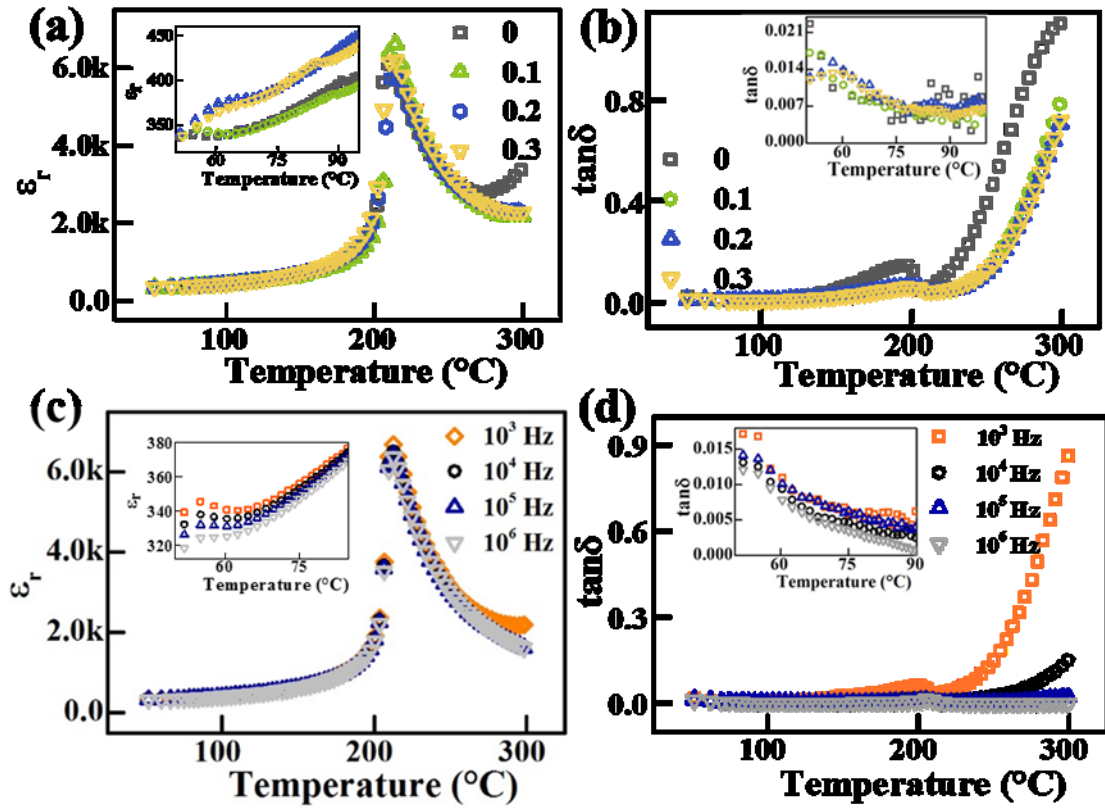 (a)
6.0k
4.0k
2.0k
0.0
εr
100 200 300
Temperature (°C)
0
0.1
0.2
0.3
450
400
350
εr
60 75 90
Temperature (°C)
(b)
0.8
0.4
0.0
tanδ
100 200 300
Temperature (°C)
0
0.1
0.2
0.3
0.021
0.014
0.007
0.000
tanδ
60 75 90
Temperature (°C)
(c)
6.0k
4.0k
2.0k
0.0
εr
100 200 300
Temperature (°C)
10³ Hz
10⁴ Hz
10⁵ Hz
10⁶ Hz
380
360
340
320
εr
60 75
Temperature (°C)
(d)
0.9
0.6
0.3
0.0
tanδ
100 200 300
Temperature (°C)
10³ Hz
10⁴ Hz
10⁵ Hz
10⁶ Hz
0.015
0.010
0.005
0.000
tanδ
60 75 90
Temperature (°C)